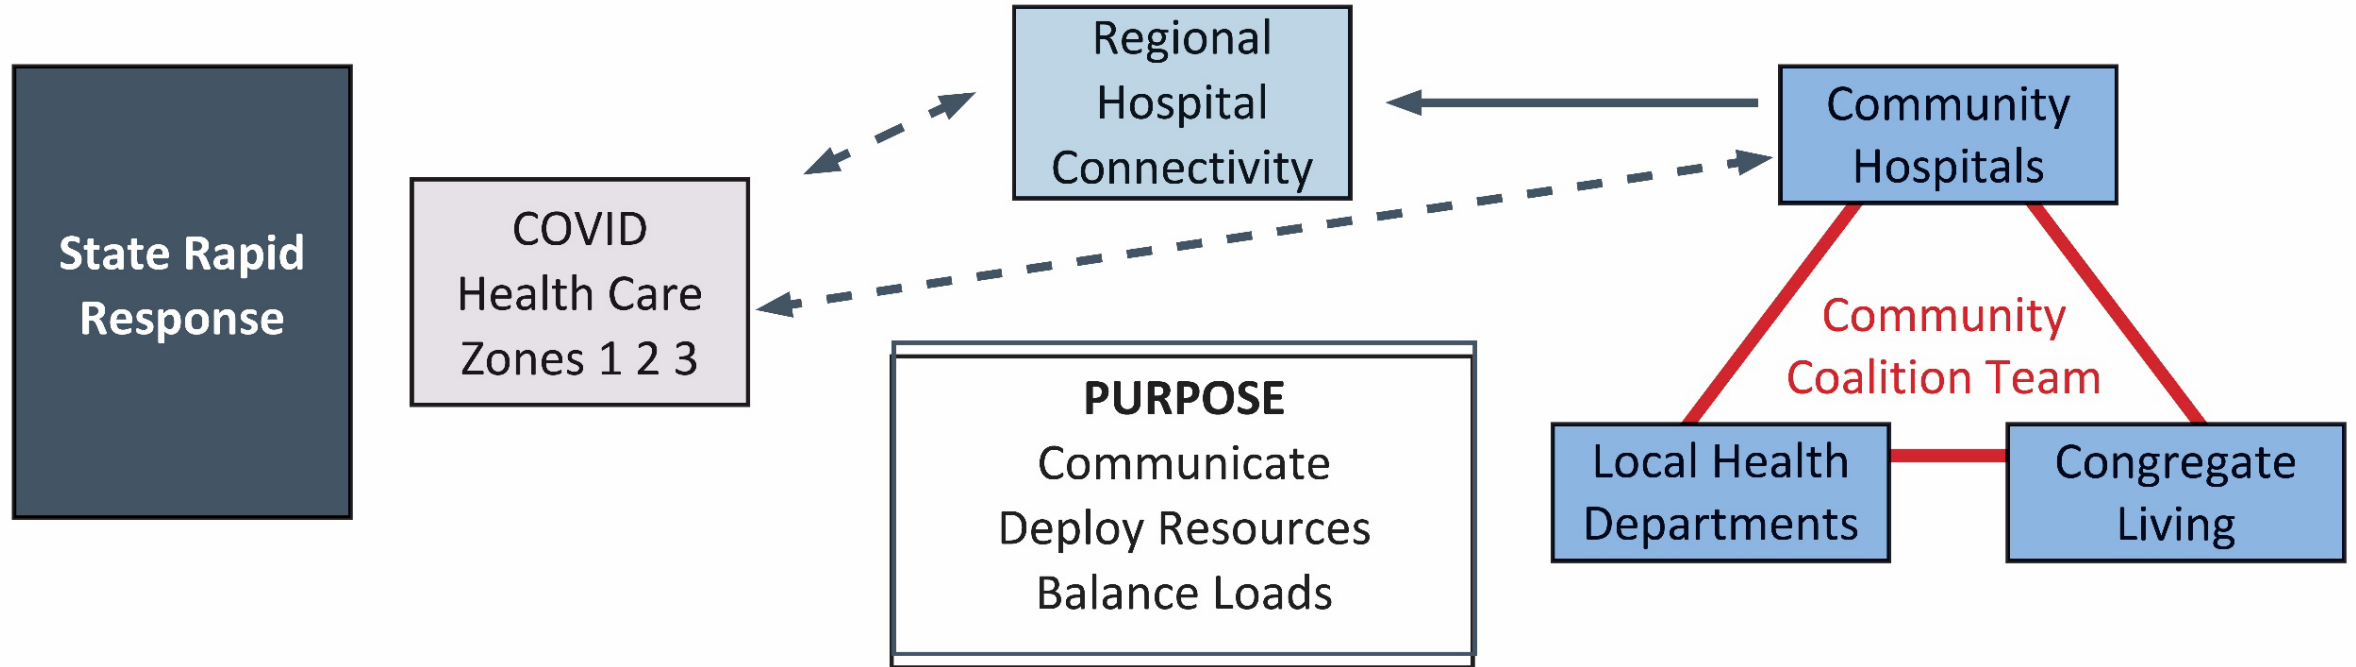 State Rapid
Response
COVID
Health Care
Zones 1 2 3
Regional
Hospital
Connectivity
PURPOSE
Communicate
Deploy Resources
Balance Loads
Community
Hospitals
Community
Coalition Team
Local Health
Departments
Congregate
Living